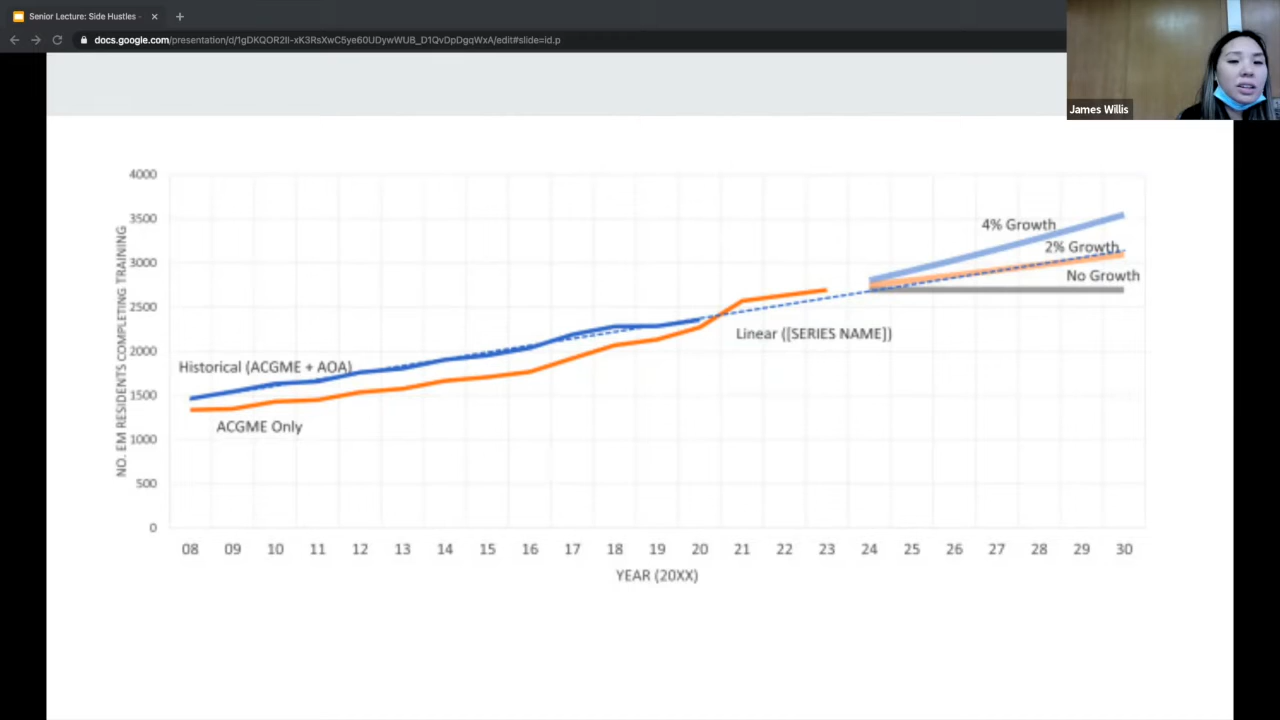 Senior Lecture: Side Hustles -
docs.google.com/presentation/d/1gDKQOR2II-xK3RsXwC5ye60UDywWUB_D1QvDpDgqWxA/edit#slide=id.p
James Willis
4000
3500
3000
2500
2000
1500
1000
500
0
NO. EM RESIDENTS COMPLETING TRAINING
4% Growth
2% Growth
No Growth
Linear ([SERIES NAME])
Historical (ACGME + AOA)
ACGME Only
08 09 10 11 12 13 14 15 16 17 18 19 20 21 22 23 24 25 26 27 28 29 30
YEAR (20XX)